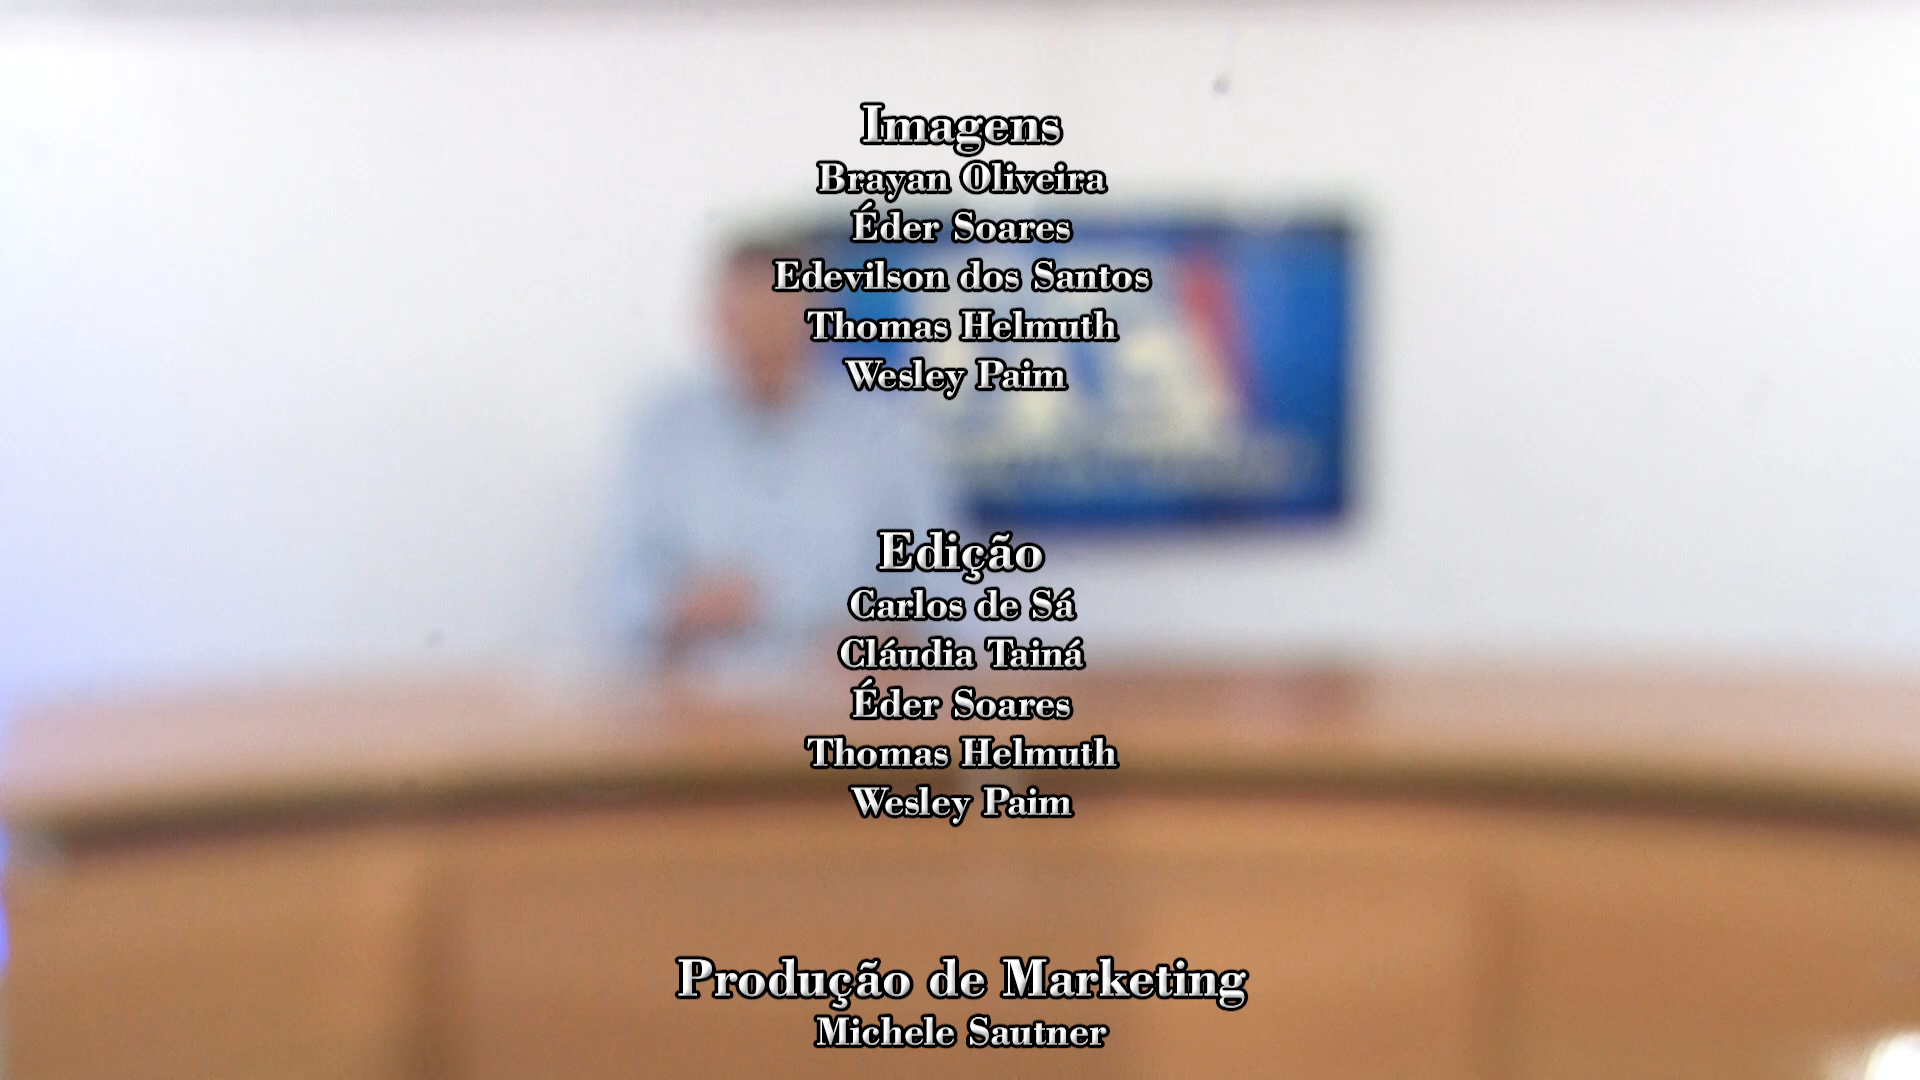 Imagens
Brayan Oliveira
Éder Soares
Edevilson dos Santos
Thomas Helmuth
Wesley Paim
Edição
Carlos de Sá
Cláudia Tainá
Éder Soares
Thomas Helmuth
Wesley Paim
Produção de Marketing
Michele Sautner